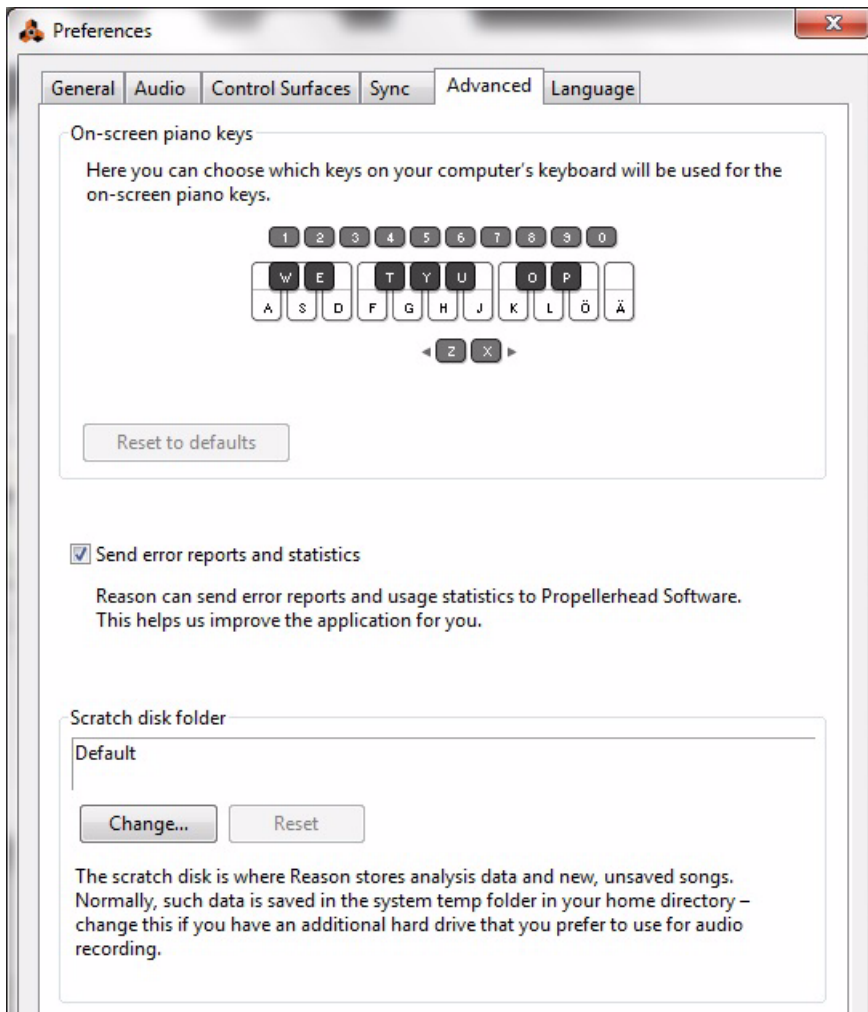 Preferences
General Audio Control Surfaces Sync Advanced Language
On-screen piano keys
Here you can choose which keys on your computer's keyboard will be used for the
on-screen piano keys.
1 2 3 4 5 6 7 8 9 0
W E T Y U O P
A S D F G H J K L Ö Ä
Z X
Reset to defaults
Send error reports and statistics
Reason can send error reports and usage statistics to Propellerhead Software.
This helps us improve the application for you.
Scratch disk folder
Default
Change... Reset
The scratch disk is where Reason stores analysis data and new, unsaved songs.
Normally, such data is saved in the system temp folder in your home directory –
change this if you have an additional hard drive that you prefer to use for audio
recording.